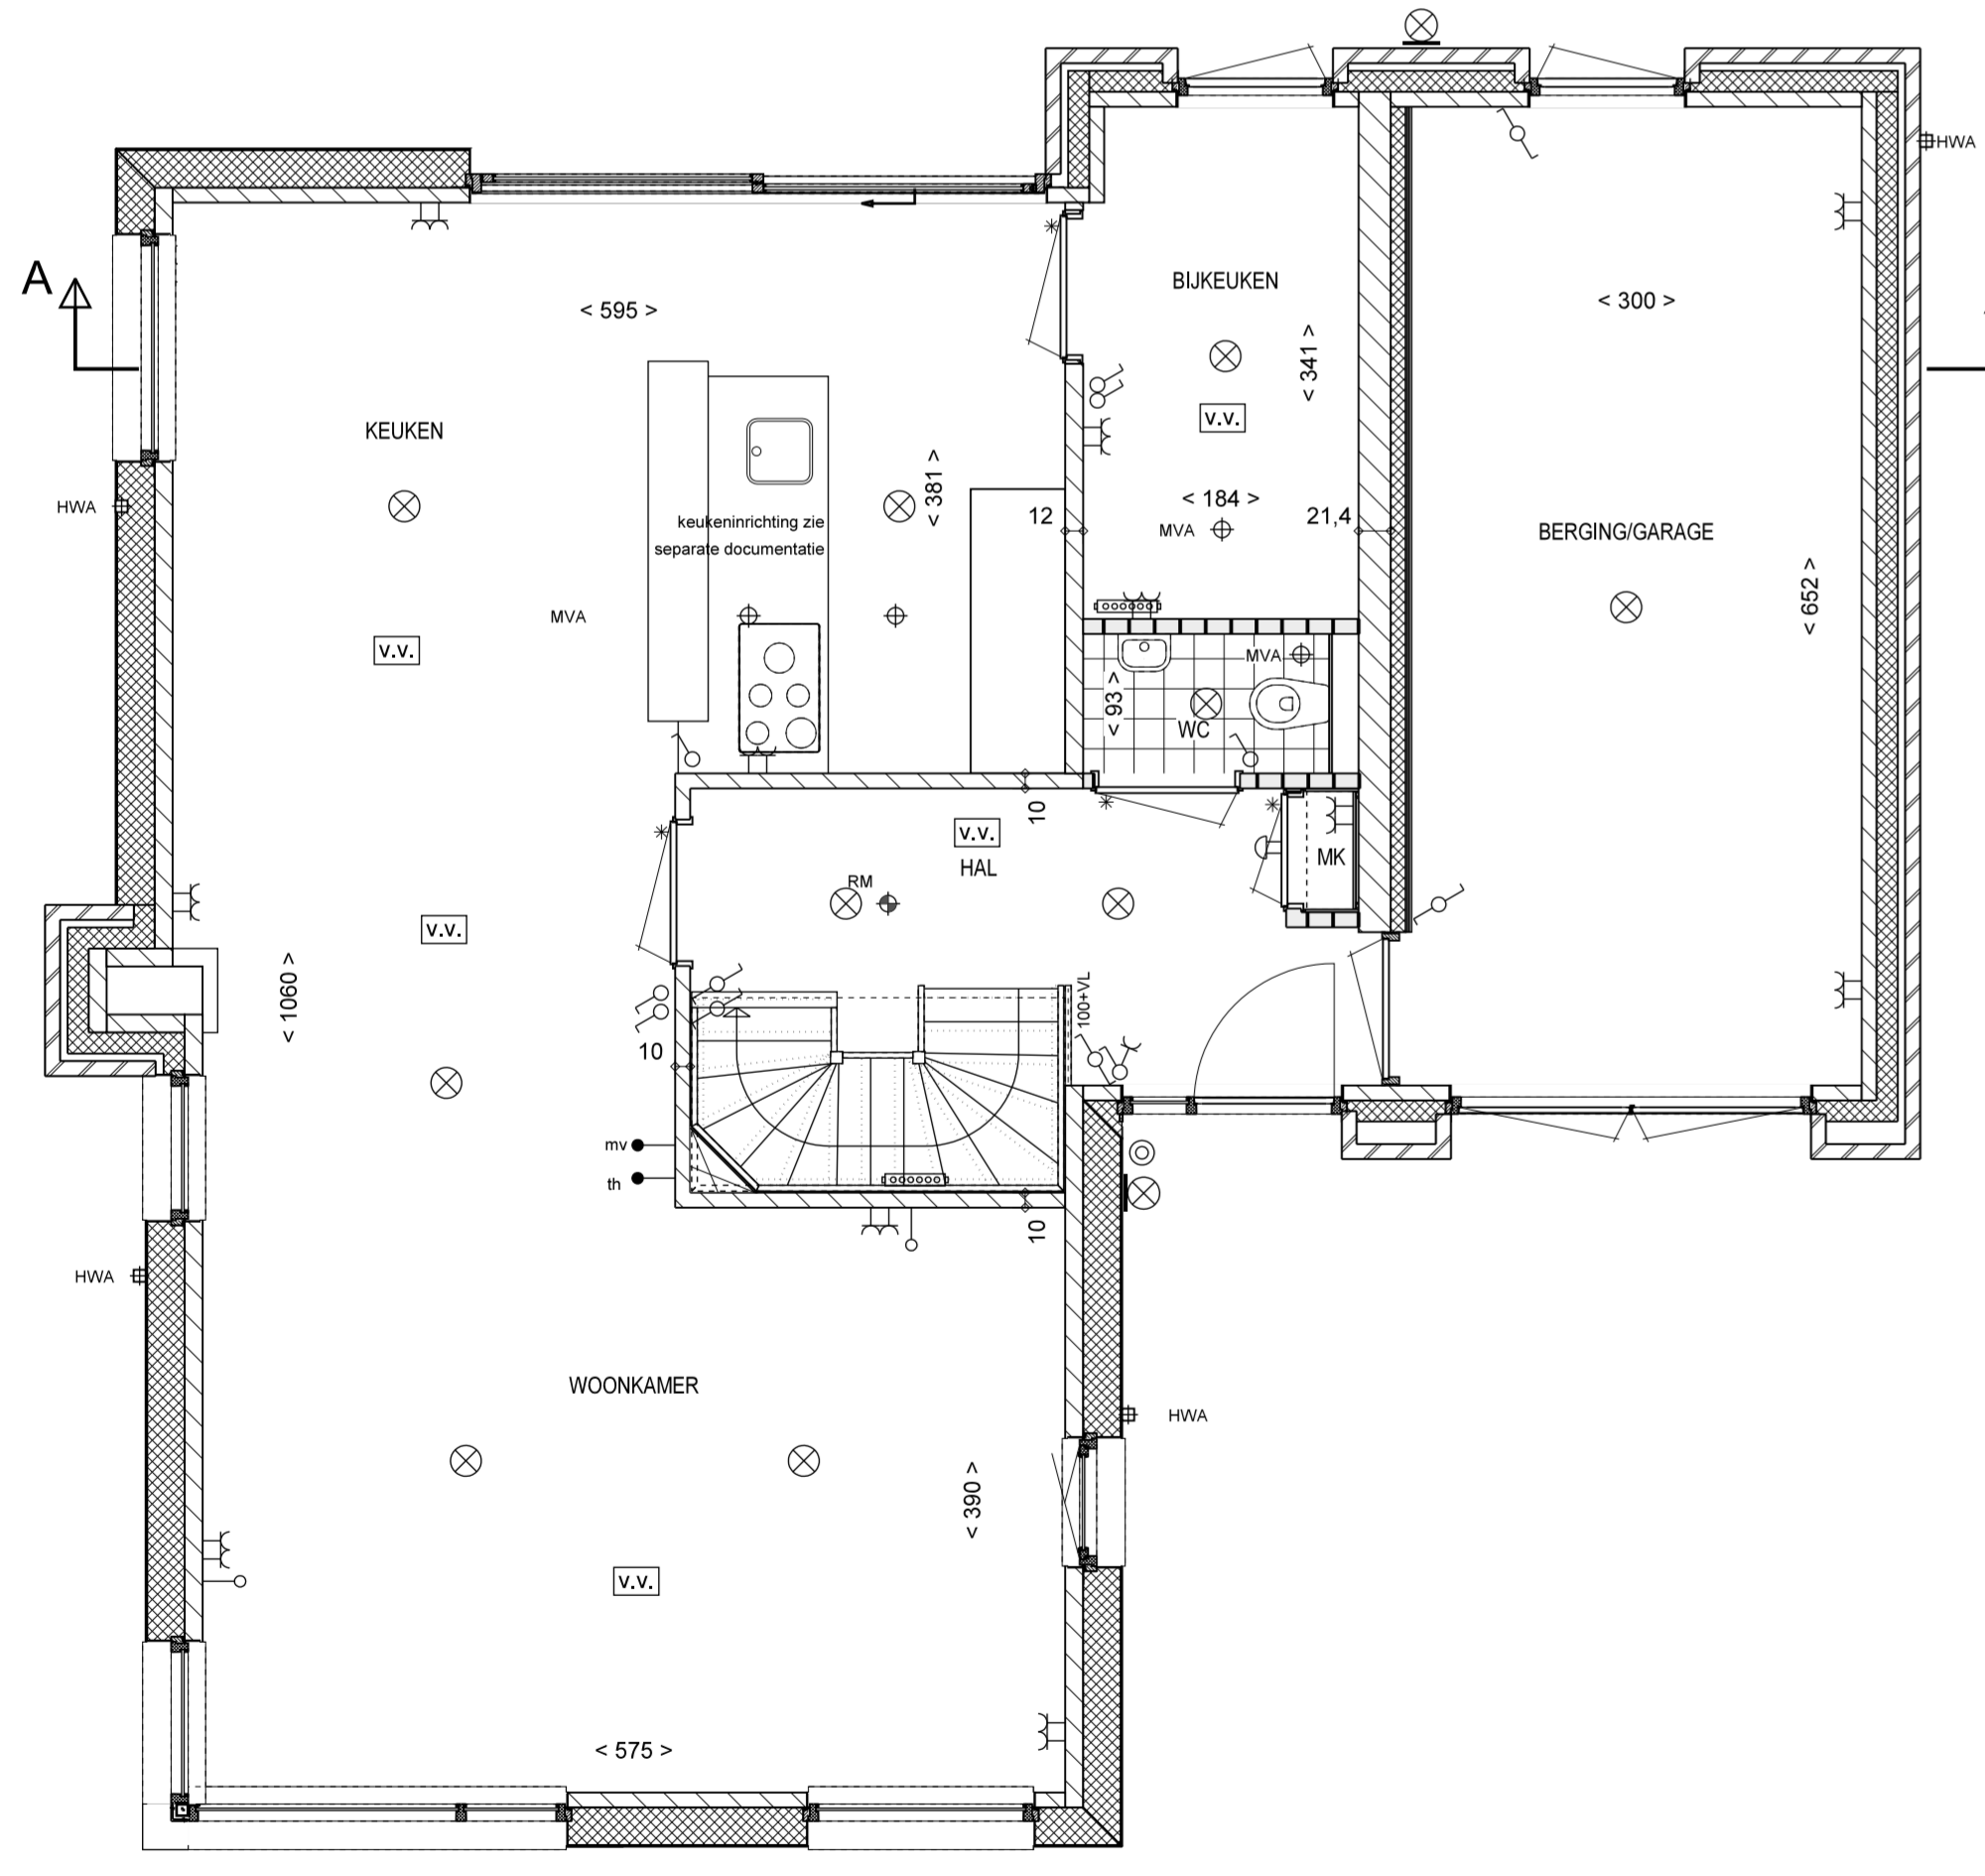 HWA
A
BIJKEUKEN
< 300 >
< 595 >
< 341 >
v.v.
KEUKEN
< 381 >
< 184 >
HWA
12
21,4
keukeninrichting zie
separate documentatie
MVA
BERGING/GARAGE
< 652 >
MVA
v.v.
MVA
< 93 >
WC
10
v.v.
HAL
MK
RM
v.v.
< 1060 >
100+VL
10
mv
th
10
HWA
WOONKAMER
HWA
< 390 >
v.v.
< 575 >